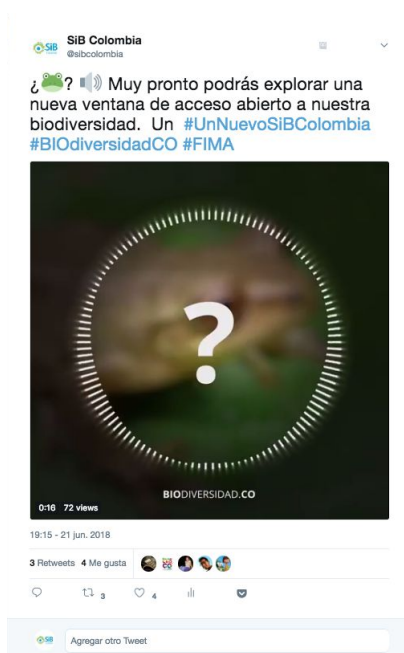 SiB Colombia
@sibcolombia
¿🐸? 🔊 Muy pronto podrás explorar una
nueva ventana de acceso abierto a nuestra
biodiversidad. Un #UnNuevoSiBColombia
#BIOdiversidadCO #FIMA
?
BIODIVERSIDAD.CO
0:16 72 views
19:15 - 21 jun. 2018
3 Retweets 4 Me gusta
3 4
SiB Agregar otro Tweet